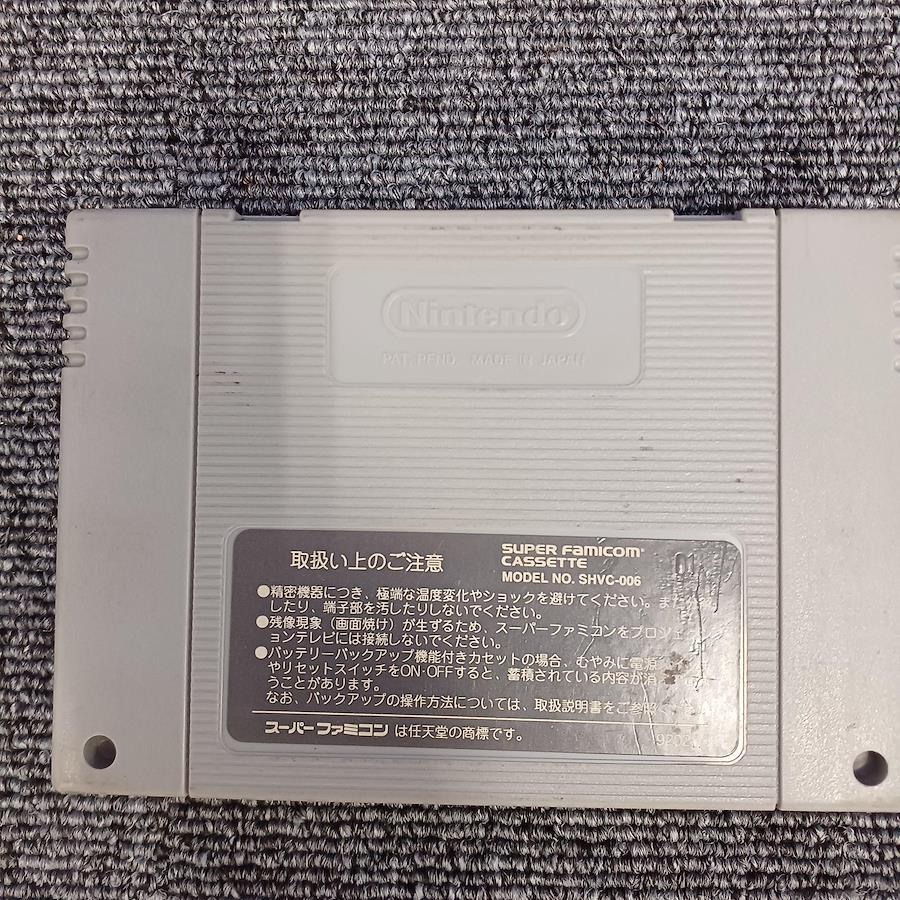 Nintendo
PAT. PEND. MADE IN JAPAN
取扱い上のご注意
SUPER FAMICOM
CASSETTE
MODEL NO. SHVC-006
01
●精密機器につき、極端な温度変化やショックを避けてください。また
したり、端子部を汚したりしないでください。
●残像現象(画面焼け)が生ずるため、スーパーファミコンをプロジェ
ョンテレビには接続しないでください。
●バッテリーバックアップ機能付きカセットの場合、むやみに電源
やリセットスイッチをON・OFFすると、蓄積されている内容が消
うことがあります。
なお、バックアップの操作方法については、取扱説明書をご参照
スーパーファミコン は任天堂の商標です。